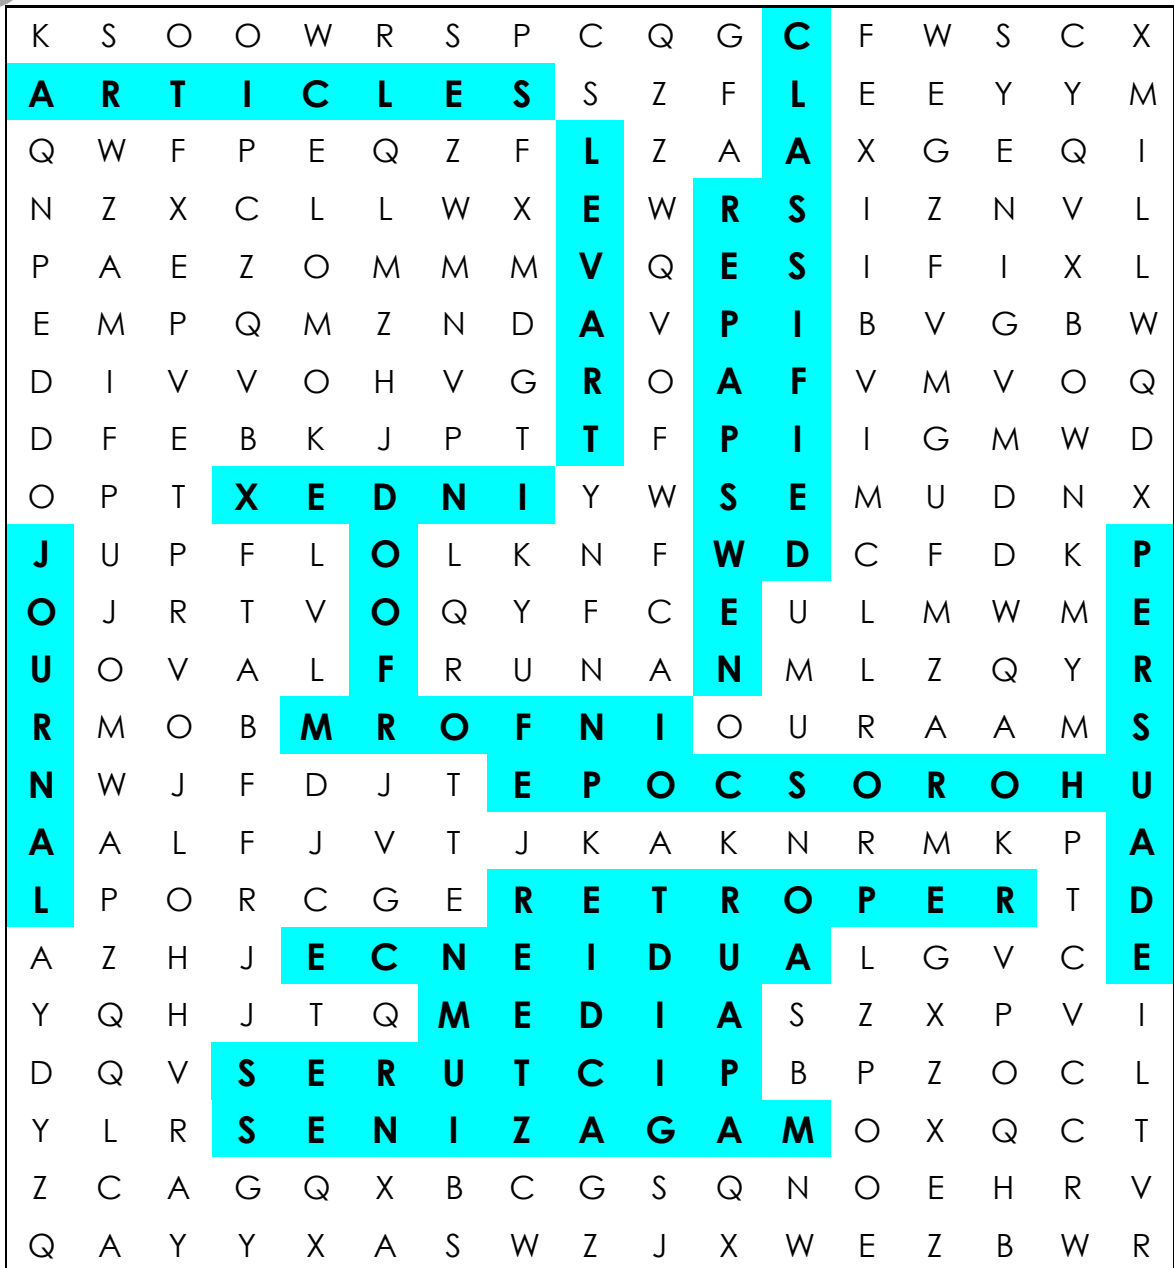 K S O O W R S P C Q G C F W S C X
A R T I C L E S S Z F L E E Y Y M
Q W F P E Q Z F L Z A A X G E Q I
N Z X C L L W X E W R S I Z N V L
P A E Z O M M M V Q E S I F I X L
E M P Q M Z N D A V P I B V G B W
D I V V O H V G R O A F V M V O Q
D F E B K J P T T F P I I G M W D
O P T X E D N I Y W S E M U D N X
J U P F L O L K N F W D C F D K P
O J R T V O Q Y F C E U L M W M E
U O V A L F R U N A N M L Z Q Y R
R M O B M R O F N I O U R A A M S
N W J F D J T E P O C S O R O H U
A A L F J V T J K A K N R M K P A
L P O R C G E R E T R O P E R T D
A Z H J E C N E I D U A L G V C E
Y Q H J T Q M E D I A S Z X P V I
D Q V S E R U T C I P B P Z O C L
Y L R S E N I Z A G A M O X Q C T
Z C A G Q X B C G S Q N O E H R V
Q A Y Y X A S W Z J X W E Z B W R